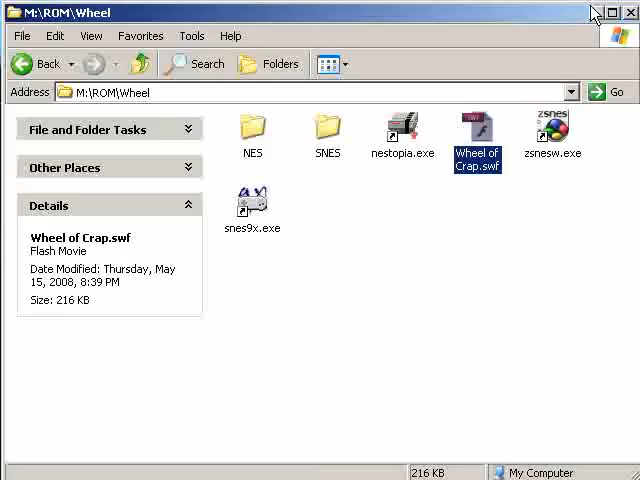 M:\ROM\Wheel
File Edit View Favorites Tools Help
Back Search Folders
Address M:\ROM\Wheel Go
File and Folder Tasks
Other Places
Details
Wheel of Crap.swf
Flash Movie
Date Modified: Thursday, May
15, 2008, 8:39 PM
Size: 216 KB
NES
SNES
nestopia.exe
Wheel of
Crap.swf
zsnes
zsnesw.exe
snes9x.exe
216 KB
My Computer